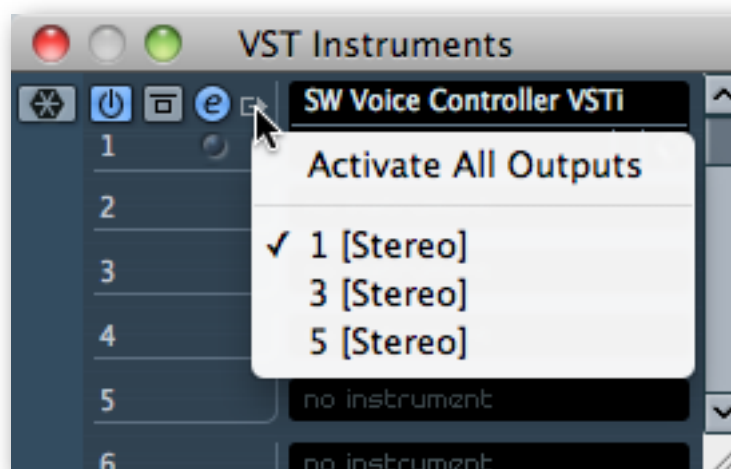 VST Instruments
SW Voice Controller VSTi
1
Activate All Outputs
2
✓ 1 [Stereo]
3
3 [Stereo]
4
5 [Stereo]
5 no instrument
6 no instrument